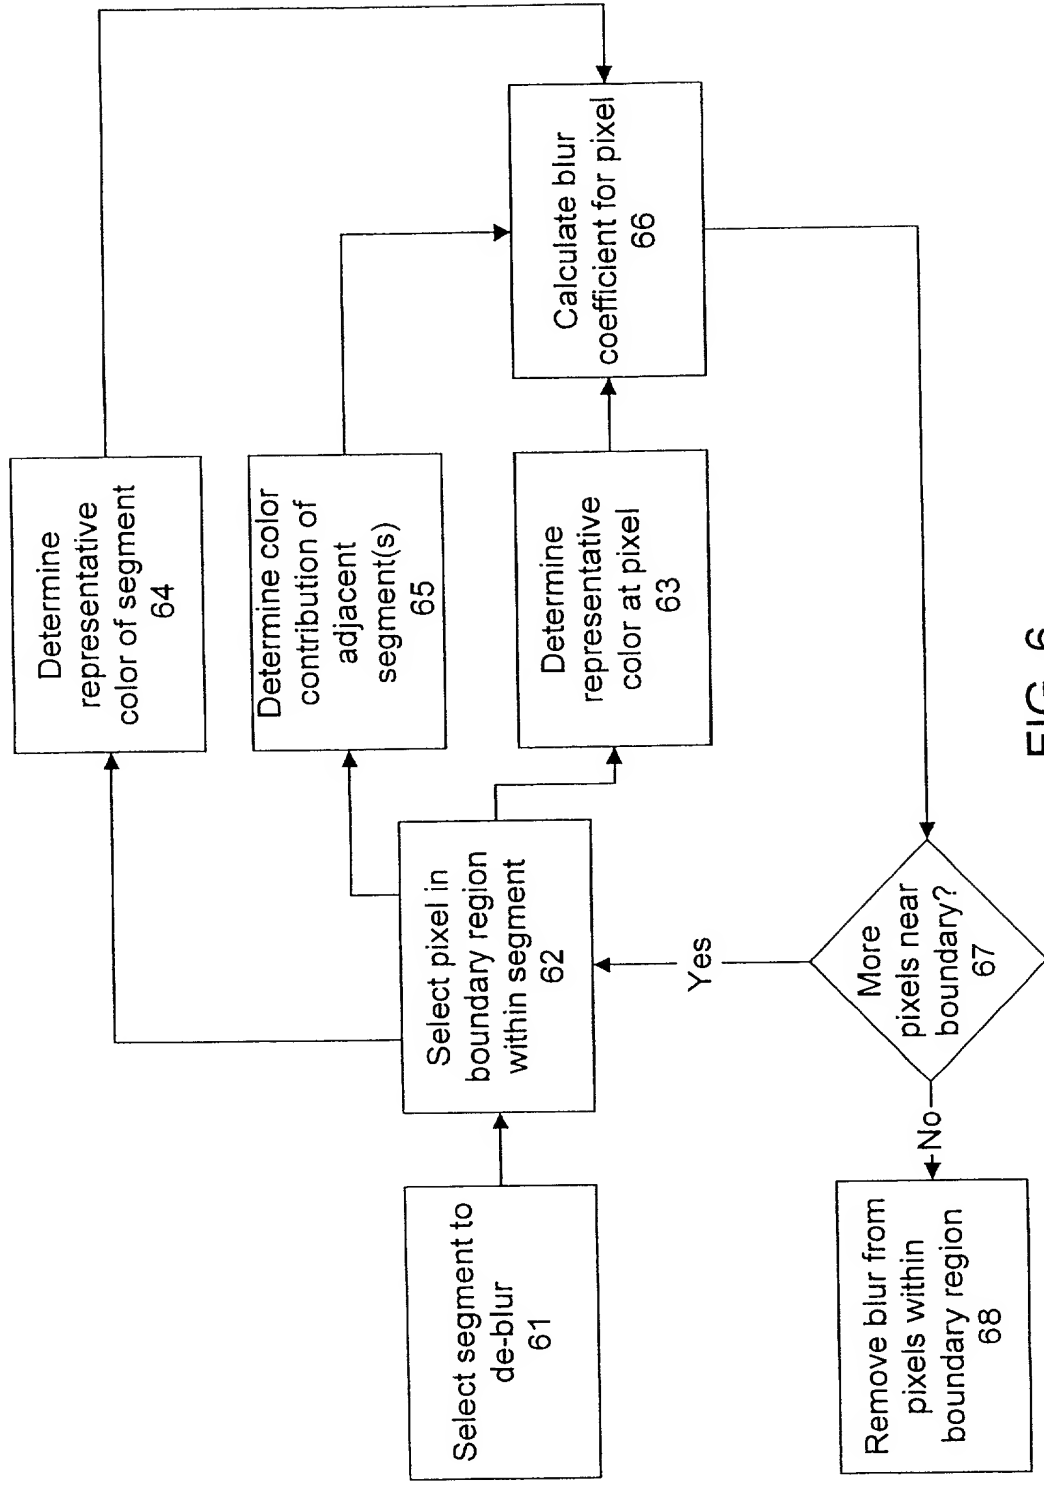 Select segment to
de-blur
61
Select pixel in
boundary region
within segment
62
Determine
representative
color of segment
64
Determine color
contribution of
adjacent
segment(s)
65
Determine
representative
color at pixel
63
Calculate blur
coefficient for pixel
66
More
pixels near
boundary?
67
Yes
No
Remove blur from
pixels within
boundary region
68
FIG. 6